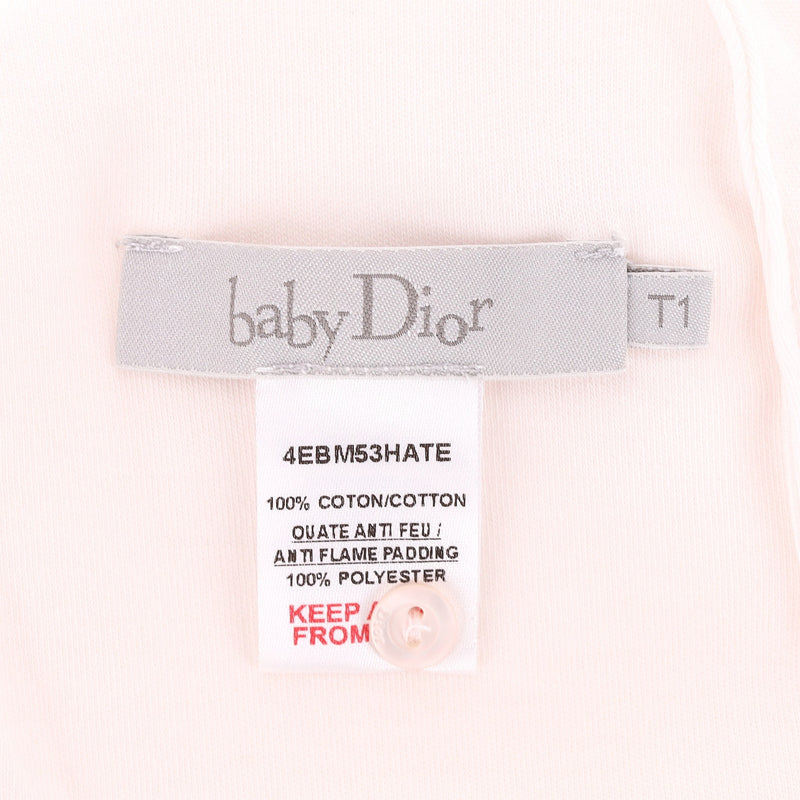 baby Dior
T1
4EBM53HATE
100% COTON/COTTON
OUATE ANTI FEU /
ANTI FLAME PADDING
100% POLYESTER
KEEP
FROM